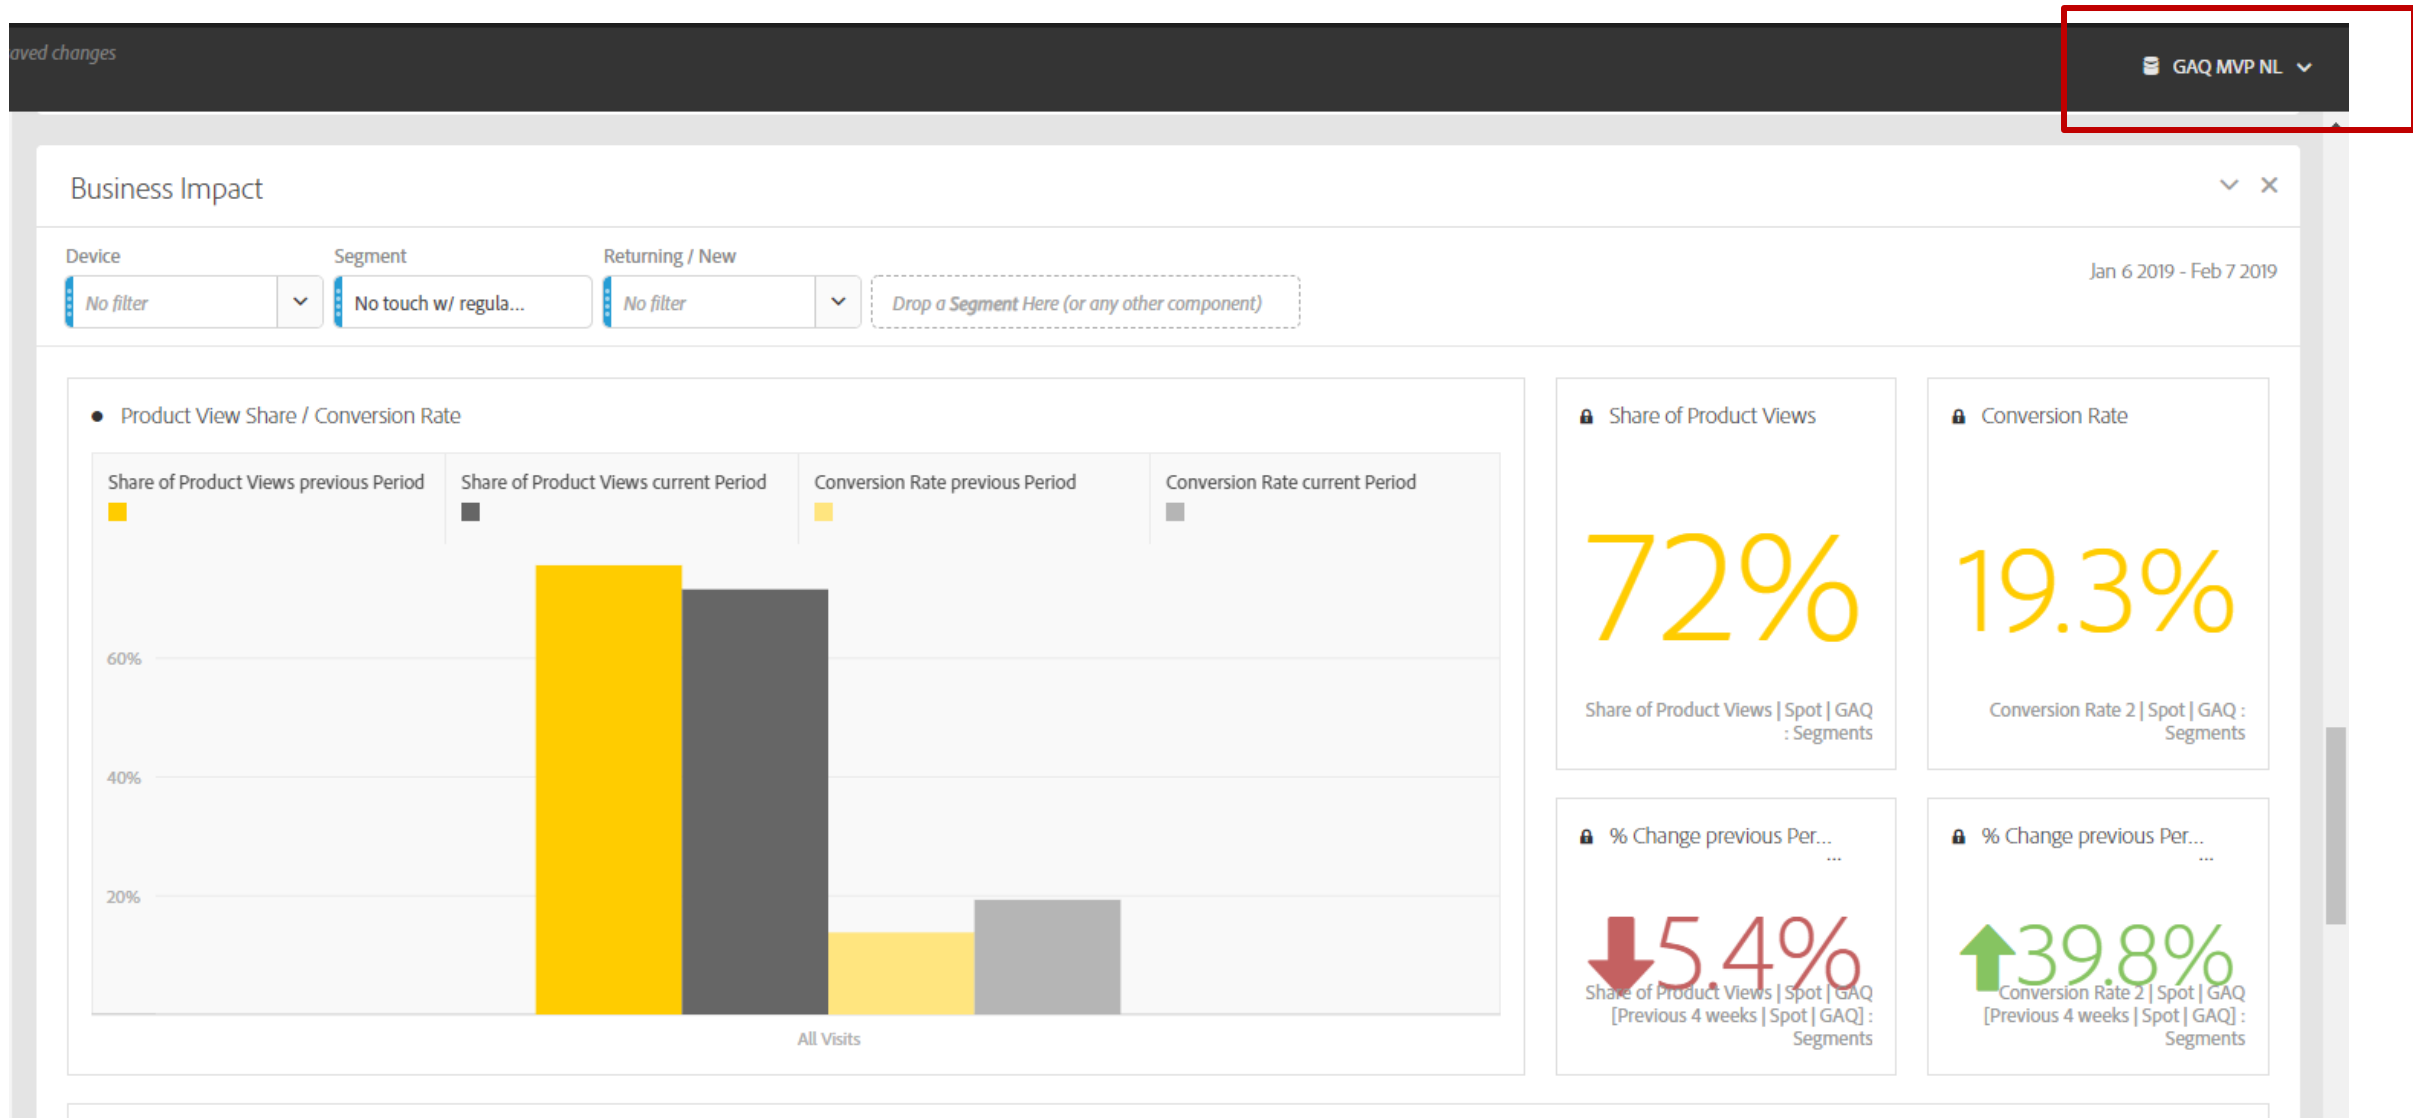 aved changes
GAQ MVP NL
Business Impact
Device
Segment
Returning / New
No filter
No touch w/ regula...
No filter
Drop a Segment Here (or any other component)
Jan 6 2019 - Feb 7 2019
Product View Share / Conversion Rate
Share of Product Views previous Period
Share of Product Views current Period
Conversion Rate previous Period
Conversion Rate current Period
60%
40%
20%
All Visits
Share of Product Views
72%
Share of Product Views | Spot | GAQ
: Segments
Conversion Rate
19.3%
Conversion Rate 2 | Spot | GAQ :
Segments
% Change previous Per...
...
5.4%
Share of Product Views | Spot | GAQ
[Previous 4 weeks | Spot | GAQ] :
Segments
% Change previous Per...
...
39.8%
Conversion Rate 2 | Spot | GAQ
[Previous 4 weeks | Spot | GAQ] :
Segments